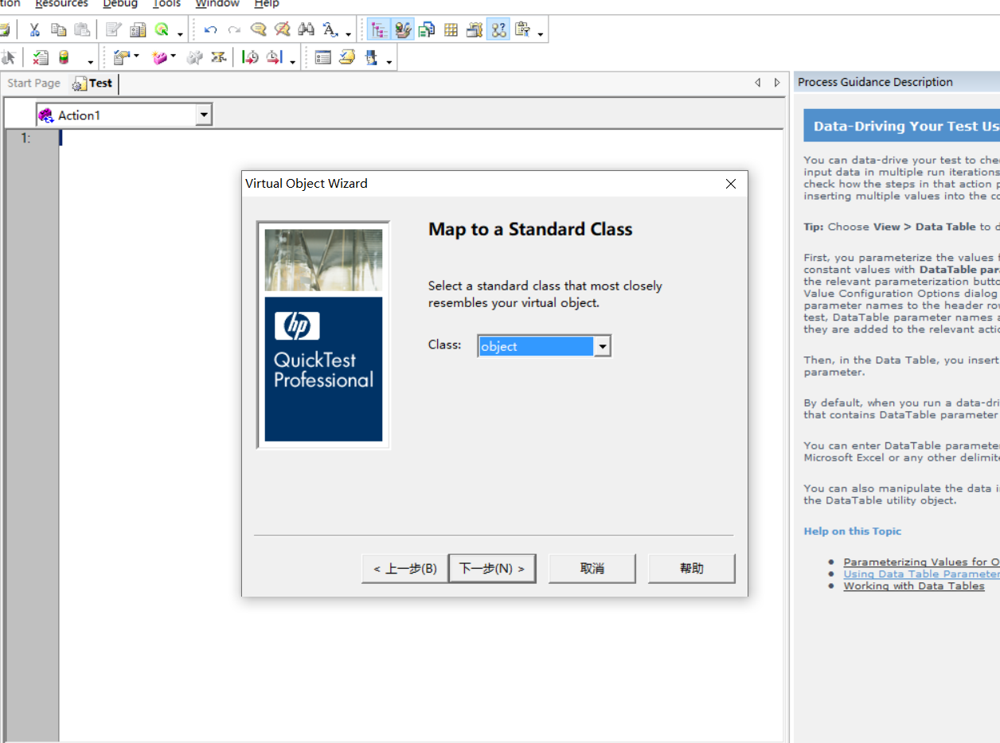 tion Resources Debug Tools Window Help
Start Page Test
Action1
1:
Virtual Object Wizard
Map to a Standard Class
Select a standard class that most closely
resembles your virtual object.
Class: object
hp
QuickTest
Professional
< 上一步(B) 下一步(N) > 取消 帮助
Process Guidance Description
Data-Driving Your Test Us
You can data-drive your test to che
input data in multiple run iterations
check how the steps in that action p
inserting multiple values into the co
Tip: Choose View > Data Table to d
First, you parameterize the values f
constant values with DataTable par
the relevant parameterization butto
Value Configuration Options dialog
parameter names to the header row
test, DataTable parameter names a
they are added to the relevant actio
Then, in the Data Table, you insert
parameter.
By default, when you run a data-dri
that contains DataTable parameter
You can enter DataTable parameter
Microsoft Excel or any other delimite
You can also manipulate the data i
the DataTable utility object.
Help on this Topic
Parameterizing Values for O
Using Data Table Parameter
Working with Data Tables